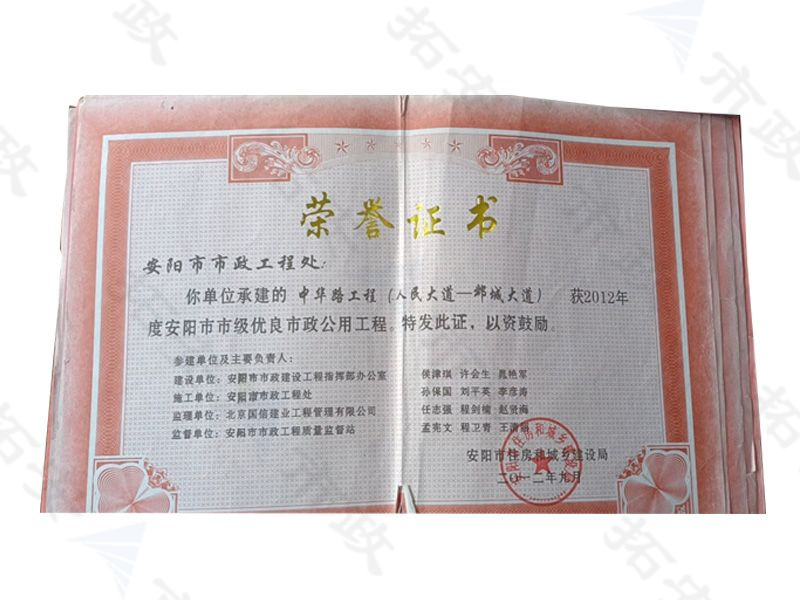 荣誉证书
安阳市市政工程处:
你单位承建的 中华路工程(人民大道—邺城大道) 获2012年
度安阳市市级优良市政公用工程。特发此证,以资鼓励。
参建单位及主要负责人:
建设单位:安阳市市政建设工程指挥部办公室 侯津琪 许会生 晁艳军
施工单位:安阳市市政工程处 孙保国 刘平英 李彦涛
监理单位:北京国信建业工程管理有限公司 任志强 程剑楠 赵贤海
监督单位:安阳市市政工程质量监督站 孟宪文 程卫青
安阳市住房和城乡建设局
二〇一二年九月